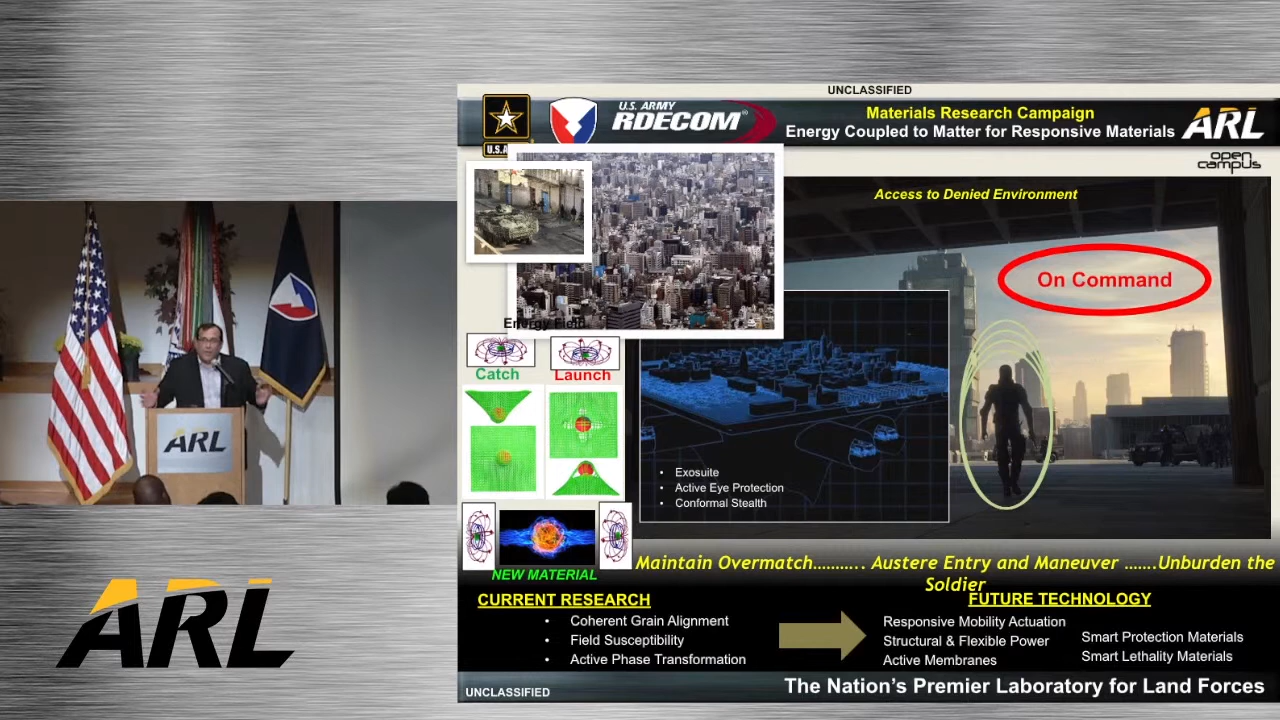 UNCLASSIFIED
U.S. ARMY
RDECOM®
Materials Research Campaign
Energy Coupled to Matter for Responsive Materials
ARL
open campus
U.S.A
Access to Denied Environment
On Command
Energy Field
Catch
Launch
Exosuite
Active Eye Protection
Conformal Stealth
ARL
NEW MATERIAL
Maintain Overmatch……….. Austere Entry and Maneuver …….Unburden the
Soldier
CURRENT RESEARCH
• Coherent Grain Alignment
• Field Susceptibility
• Active Phase Transformation
FUTURE TECHNOLOGY
Responsive Mobility Actuation
Structural & Flexible Power
Active Membranes
Smart Protection Materials
Smart Lethality Materials
UNCLASSIFIED
The Nation's Premier Laboratory for Land Forces
ARL